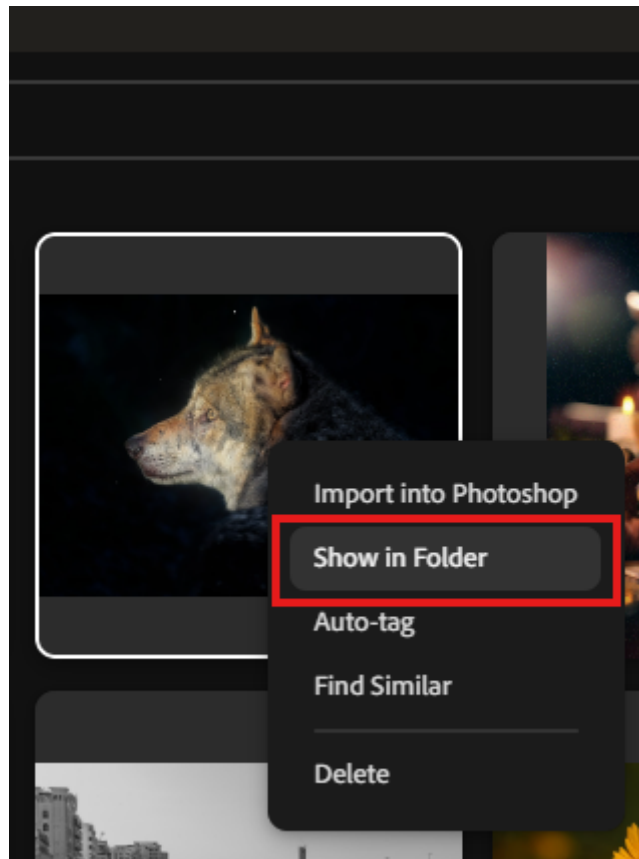 Import into Photoshop
Show in Folder
Auto-tag
Find Similar
Delete